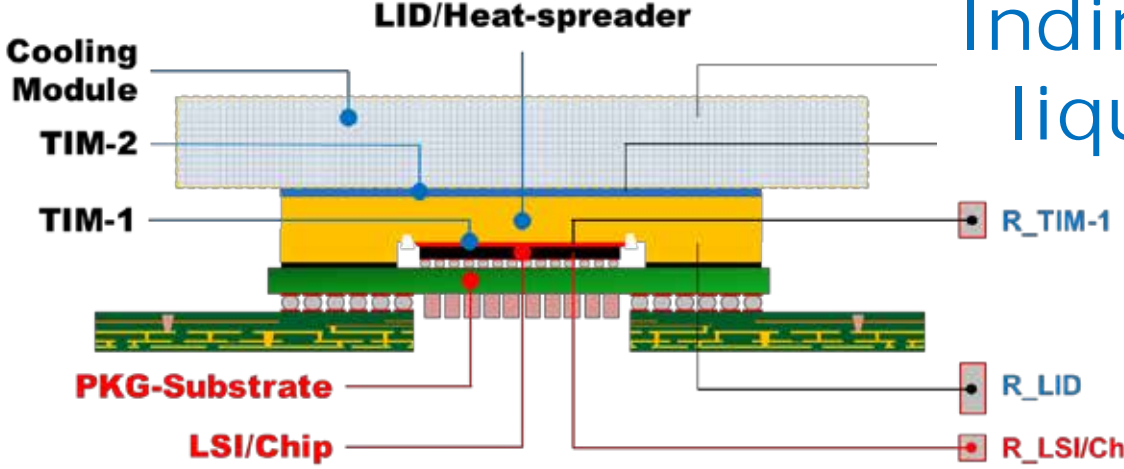 LID/Heat-spreader
Cooling
Module
TIM-2
TIM-1
PKG-Substrate
LSI/Chip
R_TIM-1
R_LID